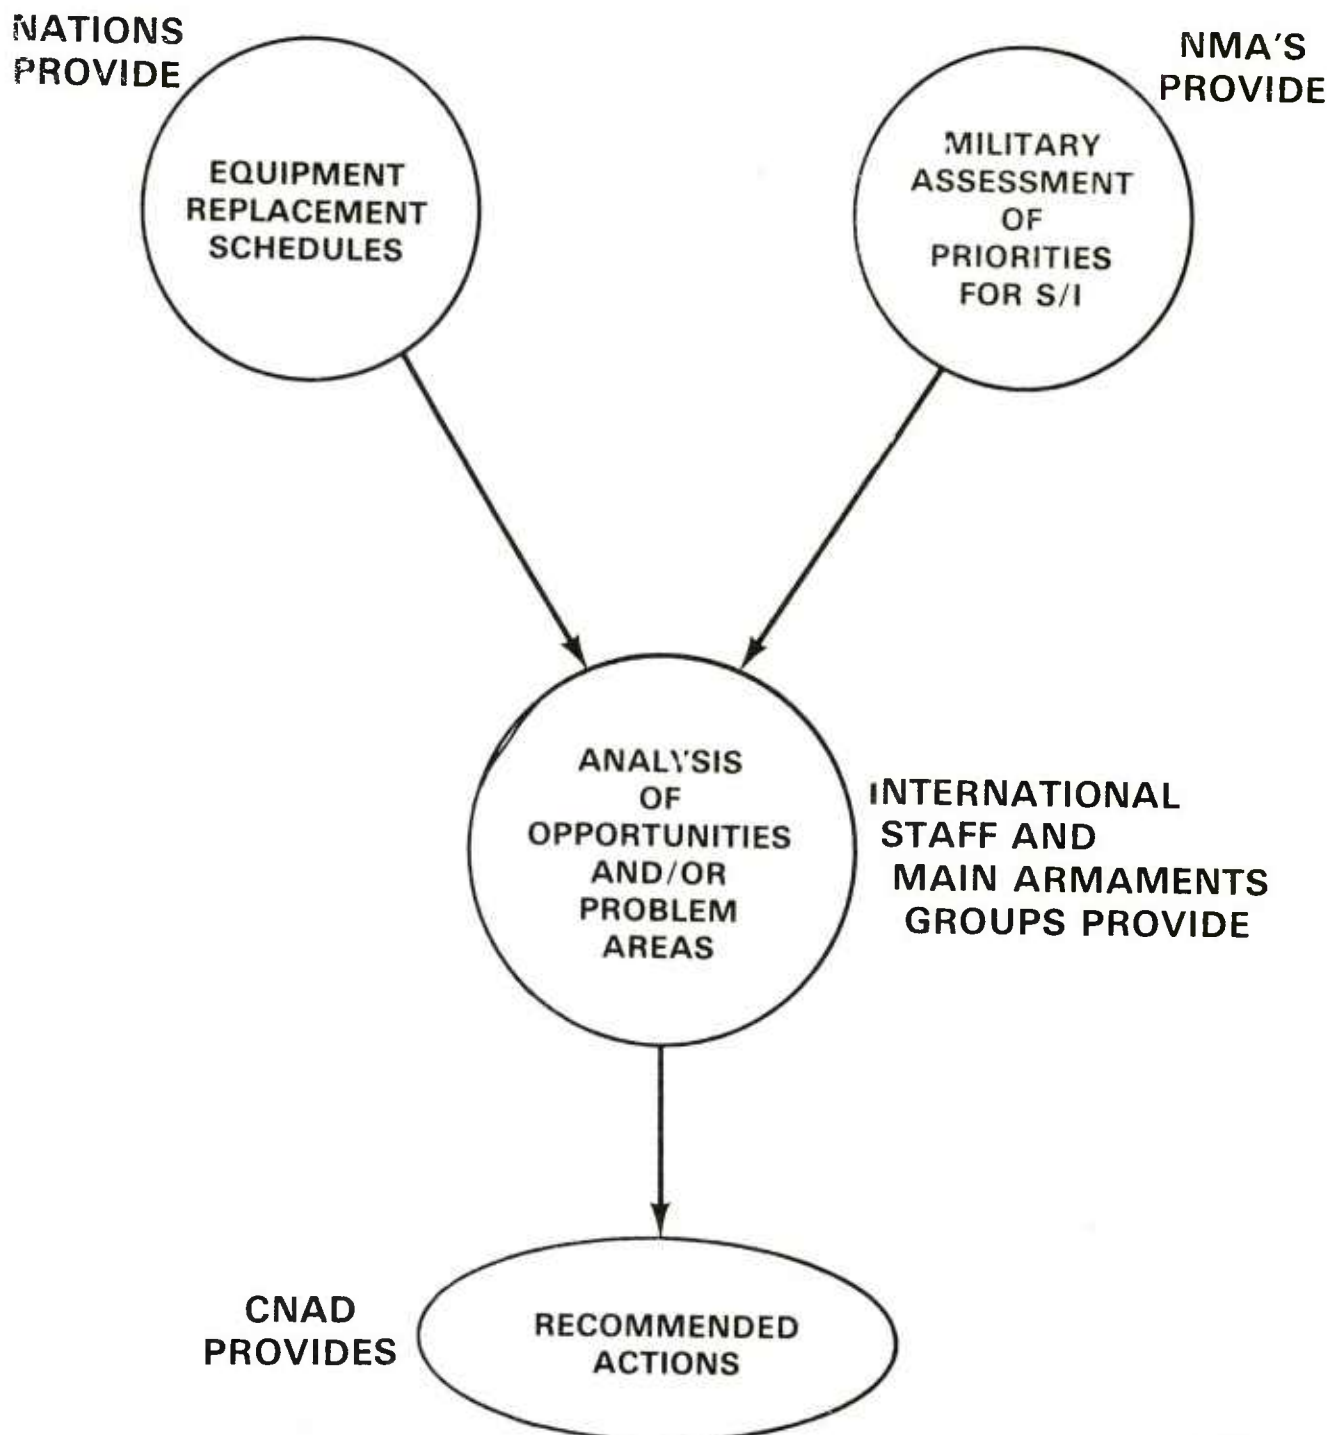 NATIONS
PROVIDE
EQUIPMENT
REPLACEMENT
SCHEDULES
NMA'S
PROVIDE
MILITARY
ASSESSMENT
OF
PRIORITIES
FOR S/I
ANALYSIS
OF
OPPORTUNITIES
AND/OR
PROBLEM
AREAS
INTERNATIONAL
STAFF AND
MAIN ARMAMENTS
GROUPS PROVIDE
CNAD
PROVIDES
RECOMMENDED
ACTIONS